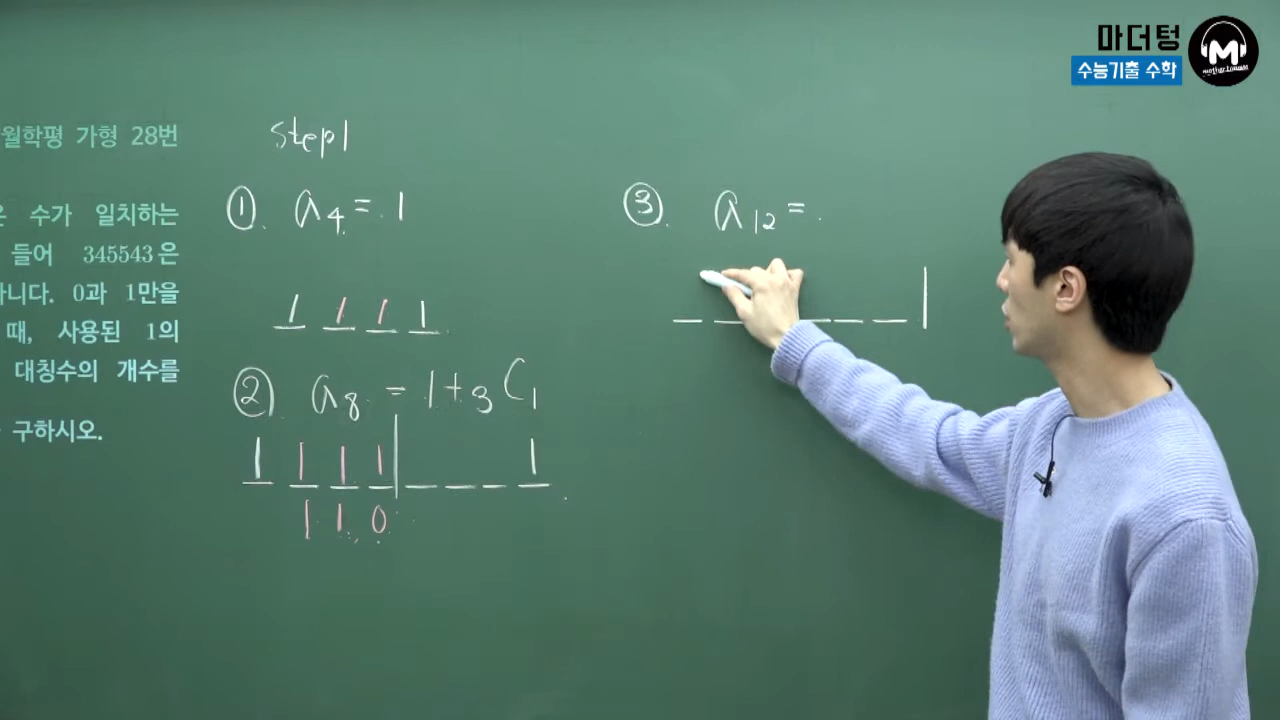 마더텅
수능기출 수학
월학평 가형 28번
수가 일치하는
들어 345543은
니다. 0과 1만을
때, 사용된 1의
대칭수의 개수를
구하시오.
Step1
① a₄ = 1
1 1 1 1
② a₈ = 1 + ₃C₁
1 1 1 1 | _ _ _ 1
1 1 0
③ a₁₂ =